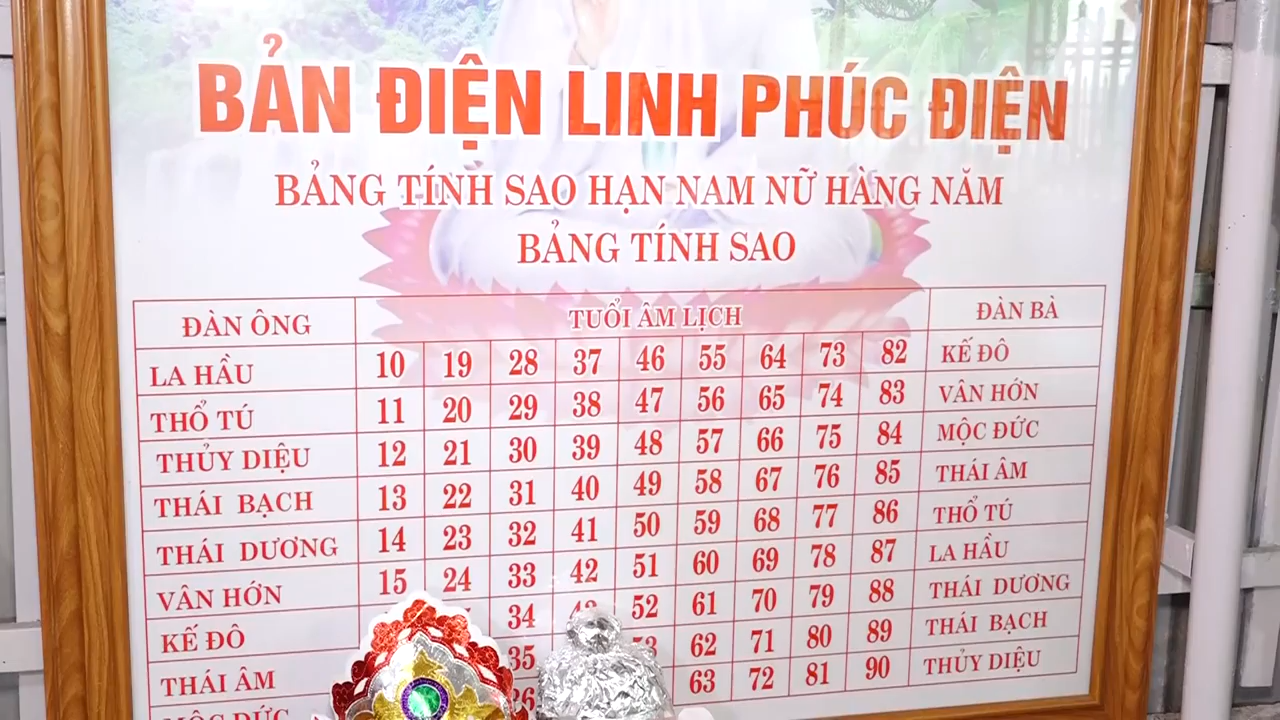 BẢN ĐIỆN LINH PHÚC ĐIỆN
BẢNG TÍNH SAO HẠN NAM NỮ HÀNG NĂM
BẢNG TÍNH SAO
ĐÀN ÔNG TUỔI ÂM LỊCH ĐÀN BÀ
LA HẦU 10 19 28 37 46 55 64 73 82 KẾ ĐÔ
THỔ TÚ 11 20 29 38 47 56 65 74 83 VÂN HỚN
THỦY DIỆU 12 21 30 39 48 57 66 75 84 MỘC ĐỨC
THÁI BẠCH 13 22 31 40 49 58 67 76 85 THÁI ÂM
THÁI DƯƠNG 14 23 32 41 50 59 68 77 86 THỔ TÚ
VÂN HỚN 15 24 33 42 51 60 69 78 87 LA HẦU
KẾ ĐÔ 34 52 61 70 79 88 THÁI DƯƠNG
THÁI ÂM 35 62 71 80 89 THÁI BẠCH
MỘC ĐỨC 63 72 81 90 THỦY DIỆU